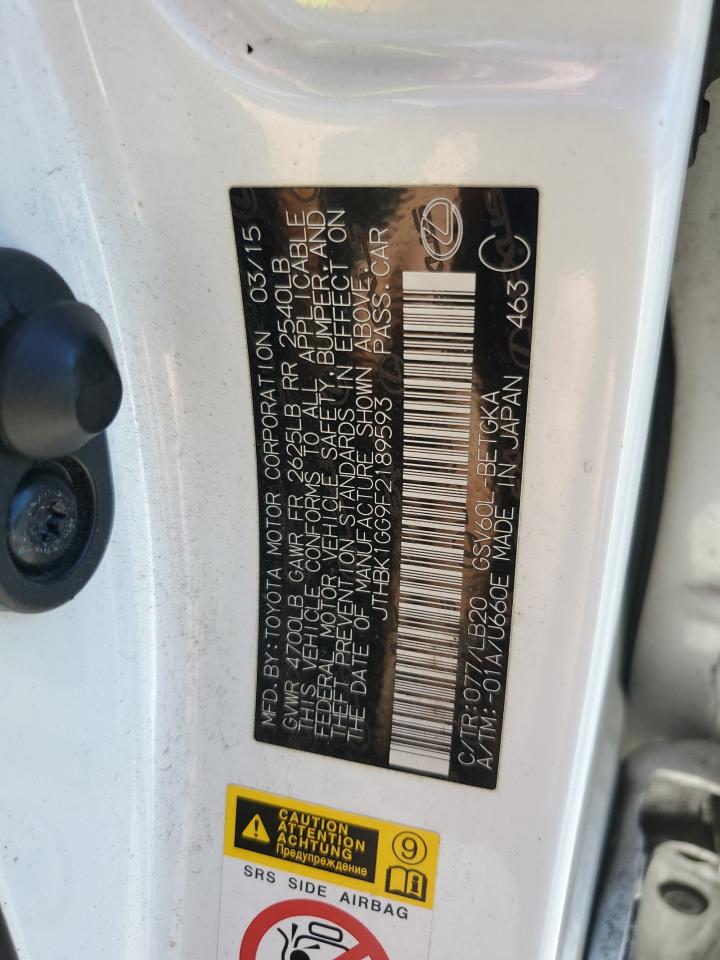 MFD. BY: TOYOTA MOTOR CORPORATION 03/15
GVWR 4700LB GAWR FR 2625LB RR 2540LB
THIS VEHICLE CONFORMS TO ALL APPLICABLE
FEDERAL MOTOR VEHICLE SAFETY, BUMPER, AND
THEFT PREVENTION STANDARDS IN EFFECT ON
THE DATE OF MANUFACTURE SHOWN ABOVE.
JTHBK1GG9F2189593 PASS.CAR
C/TR:077/LB20 GSV60L-BETGKA
A/TM:-01A/U660E MADE IN JAPAN 463 C
CAUTION
ATTENTION
ACHTUNG
Предупреждение
9
i
SRS SIDE AIRBAG